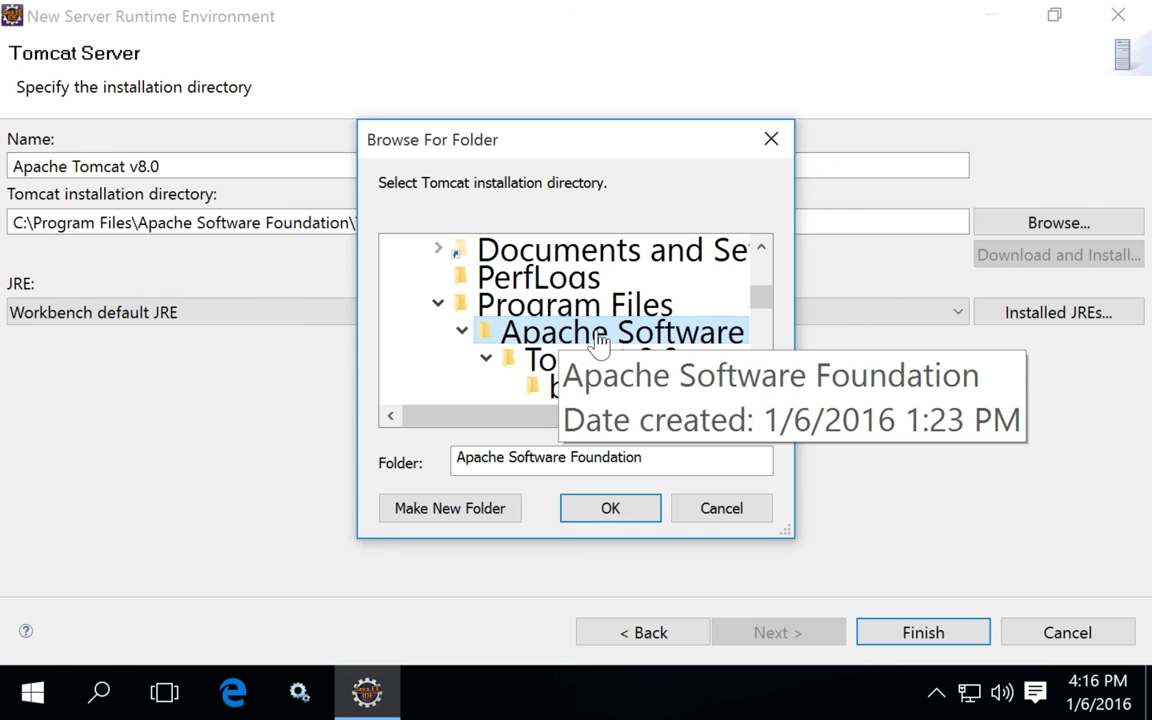 New Server Runtime Environment
Tomcat Server
Specify the installation directory
Name:
Apache Tomcat v8.0
Tomcat installation directory:
C:\Program Files\Apache Software Foundation\
Browse...
Download and Install...
JRE:
Workbench default JRE
Installed JREs...
Browse For Folder
Select Tomcat installation directory.
Documents and Se
PerfLogs
Program Files
Apache Software
Apache Software Foundation
Date created: 1/6/2016 1:23 PM
Folder:
Apache Software Foundation
Make New Folder
OK
Cancel
< Back
Next >
Finish
Cancel
4:16 PM
1/6/2016